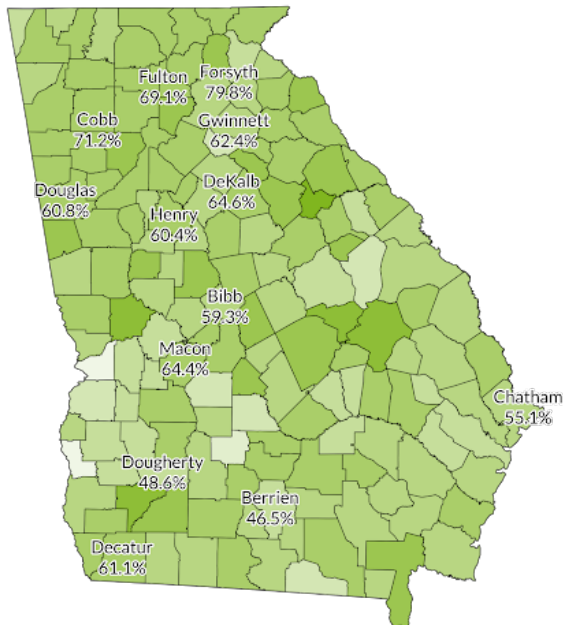 Fulton
69.1%
Forsyth
79.8%
Cobb
71.2%
Gwinnett
62.4%
Douglas
60.8%
DeKalb
64.6%
Henry
60.4%
Bibb
59.3%
Macon
64.4%
Chatham
55.1%
Dougherty
48.6%
Berrien
46.5%
Decatur
61.1%